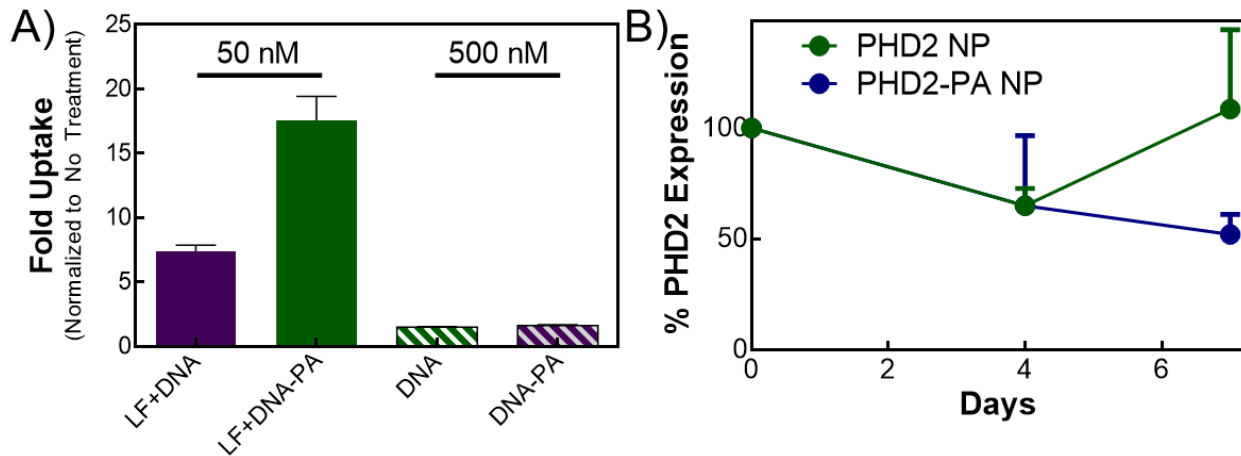 A)
Fold Uptake
(Normalized to No Treatment)
25
20
15
10
5
0
50 nM
500 nM
LF+DNA
LF+DNA-PA
DNA
DNA-PA
B)
% PHD2 Expression
100
50
0
PHD2 NP
PHD2-PA NP
0
2
4
6
Days